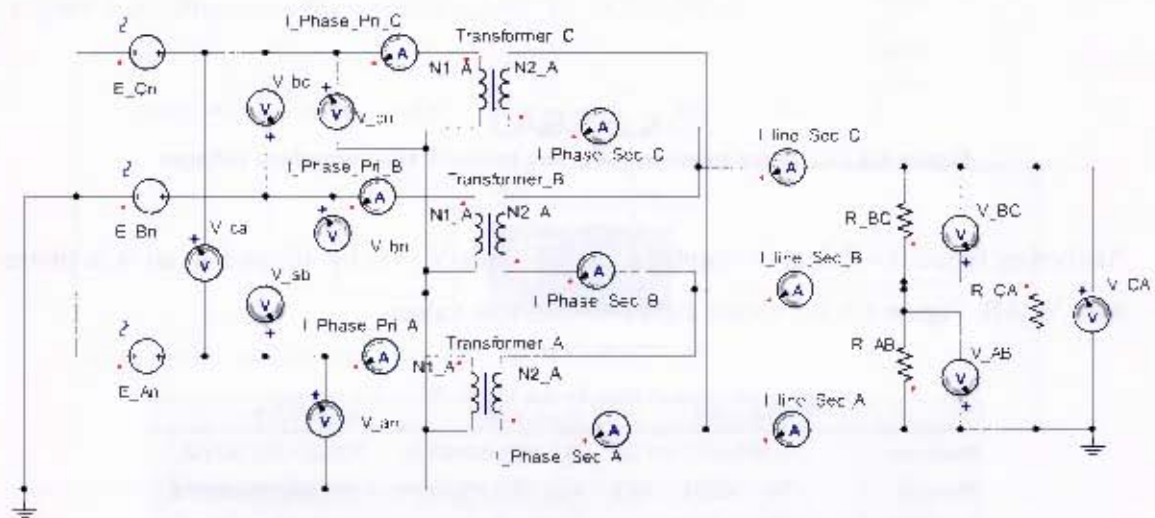 I_Phase_Pri_C
Transformer_C
N1_A
N2_A
V_bc
V_cn
E_Cn
I_Phase_Sec_C
I_line_Sec_C
I_Phase_Pri_B
Transformer_B
N1_A
N2_A
E_Bn
V_ca
V_bn
V_ab
I_Phase_Sec_B
I_line_Sec_B
R_BC
V_BC
R_CA
V_CA
I_Phase_Pri_A
Transformer_A
N1_A
N2_A
E_An
V_an
I_Phase_Sec_A
I_line_Sec_A
R_AB
V_AB